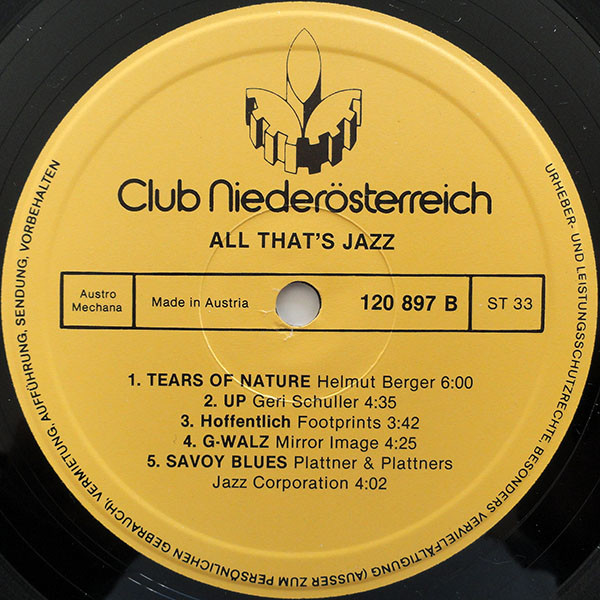 Club Niederösterreich
ALL THAT'S JAZZ
Austro
Mechana
Made in Austria
120 897 B
ST 33
1. TEARS OF NATURE Helmut Berger 6:00
2. UP Geri Schuller 4:35
3. Hoffentlich Footprints 3:42
4. G-WALZ Mirror Image 4:25
5. SAVOY BLUES Plattner & Plattners
Jazz Corporation 4:02
URHEBER- UND LEISTUNGSSCHUTZRECHTE, BESONDERS VERVIELFÄLTIGUNG (AUSSER ZUM PERSÖNLICHEN GEBRAUCH), VERMIETUNG, AUFFÜHRUNG, SENDUNG, VORBEHALTEN